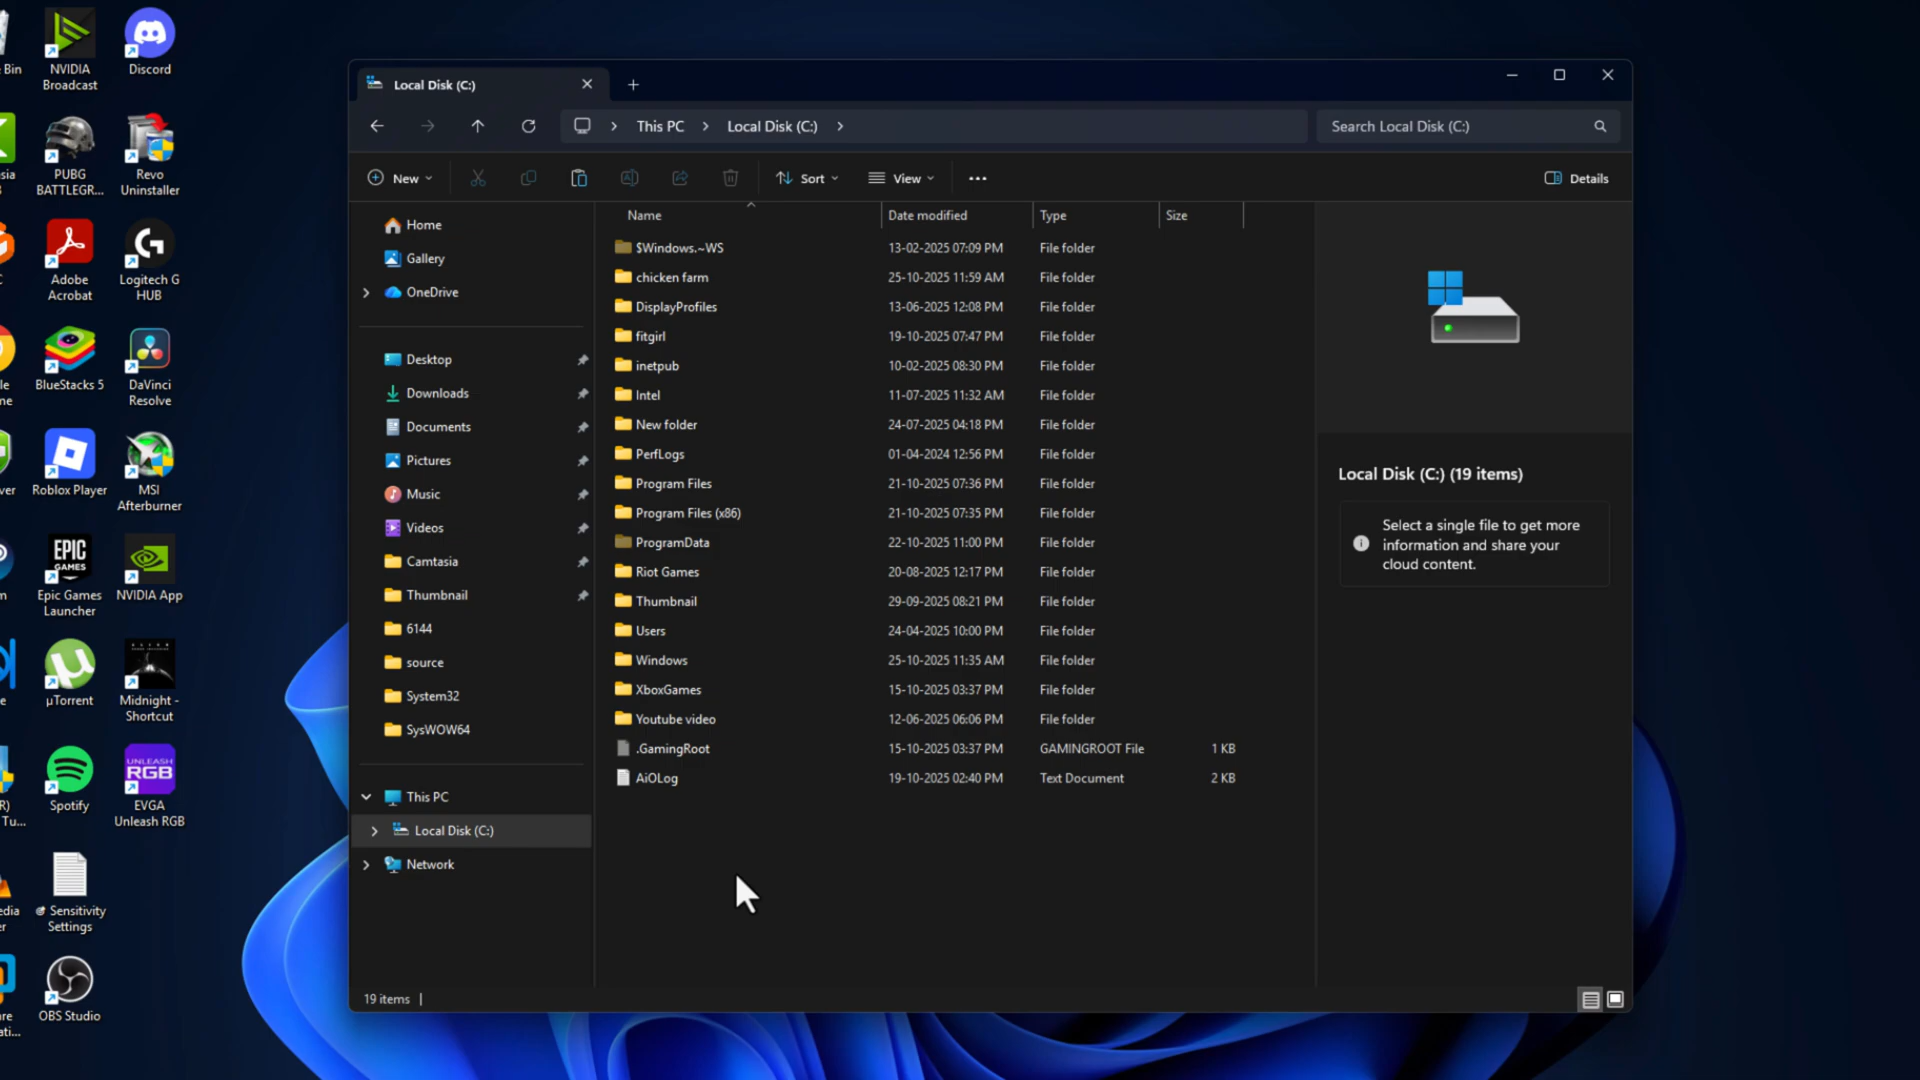 Bin
NVIDIA
Broadcast
Discord
sia
PUBG
BATTLEGR...
Revo
Uninstaller
C
Adobe
Acrobat
Logitech G
HUB
le
me
BlueStacks 5
DaVinci
Resolve
ver
Roblox Player
MSI
Afterburner
m
EPIC
GAMES
Epic Games
Launcher
NVIDIA App
e
µTorrent
Midnight -
Shortcut
R)
Tu...
Spotify
UNLEASH
RGB
EVGA
Unleash RGB
edia
er
Sensitivity
Settings
are
ati...
OBS Studio
Local Disk (C:)
This PC
Local Disk (C:)
Search Local Disk (C:)
New
Sort
View
Details
Home
Gallery
OneDrive
Desktop
Downloads
Documents
Pictures
Music
Videos
Camtasia
Thumbnail
6144
source
System32
SysWOW64
This PC
Local Disk (C:)
Network
Name Date modified Type Size
$Windows.~WS 13-02-2025 07:09 PM File folder
chicken farm 25-10-2025 11:59 AM File folder
DisplayProfiles 13-06-2025 12:08 PM File folder
fitgirl 19-10-2025 07:47 PM File folder
inetpub 10-02-2025 08:30 PM File folder
Intel 11-07-2025 11:32 AM File folder
New folder 24-07-2025 04:18 PM File folder
PerfLogs 01-04-2024 12:56 PM File folder
Program Files 21-10-2025 07:36 PM File folder
Program Files (x86) 21-10-2025 07:35 PM File folder
ProgramData 22-10-2025 11:00 PM File folder
Riot Games 20-08-2025 12:17 PM File folder
Thumbnail 29-09-2025 08:21 PM File folder
Users 24-04-2025 10:00 PM File folder
Windows 25-10-2025 11:35 AM File folder
XboxGames 15-10-2025 03:37 PM File folder
Youtube video 12-06-2025 06:06 PM File folder
.GamingRoot 15-10-2025 03:37 PM GAMINGROOT File 1 KB
AiOLog 19-10-2025 02:40 PM Text Document 2 KB
Local Disk (C:) (19 items)
Select a single file to get more
information and share your
cloud content.
19 items